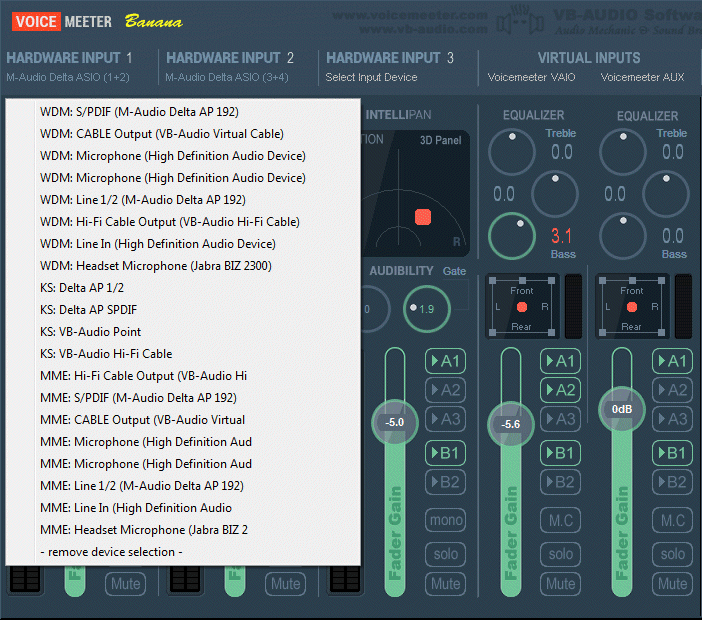 VOICE MEETER Banana
www.voicemeeter.com
www.vb-audio.com
VB-AUDIO Softwa
Audio Mechanic & Sound Bre
HARDWARE INPUT 1
M-Audio Delta ASIO (1+2)
HARDWARE INPUT 2
M-Audio Delta ASIO (3+4)
HARDWARE INPUT 3
Select Input Device
VIRTUAL INPUTS
Voicemeeter VAIO
Voicemeeter AUX
WDM: S/PDIF (M-Audio Delta AP 192)
WDM: CABLE Output (VB-Audio Virtual Cable)
WDM: Microphone (High Definition Audio Device)
WDM: Microphone (High Definition Audio Device)
WDM: Line 1/2 (M-Audio Delta AP 192)
WDM: Hi-Fi Cable Output (VB-Audio Hi-Fi Cable)
WDM: Line In (High Definition Audio Device)
WDM: Headset Microphone (Jabra BIZ 2300)
KS: Delta AP 1/2
KS: Delta AP SPDIF
KS: VB-Audio Point
KS: VB-Audio Hi-Fi Cable
MME: Hi-Fi Cable Output (VB-Audio Hi
MME: S/PDIF (M-Audio Delta AP 192)
MME: CABLE Output (VB-Audio Virtual
MME: Microphone (High Definition Aud
MME: Microphone (High Definition Aud
MME: Line 1/2 (M-Audio Delta AP 192)
MME: Line In (High Definition Audio
MME: Headset Microphone (Jabra BIZ 2
- remove device selection -
Mute
Mute
INTELLIPAN
TION
3D Panel
R
AUDIBILITY
Gate
0
1.9
A1
A2
A3
B1
B2
-5.0
Fader Gain
mono
solo
Mute
EQUALIZER
Treble
0.0
0.0
3.1
Bass
Front
L
R
Rear
A1
A2
A3
B1
B2
-5.6
Fader Gain
M.C
solo
Mute
EQUALIZER
Treble
0.0
0.0
0.0
Bass
Front
L
R
Rear
A1
A2
A3
B1
B2
0dB
Fader Gain
M.C
solo
Mute